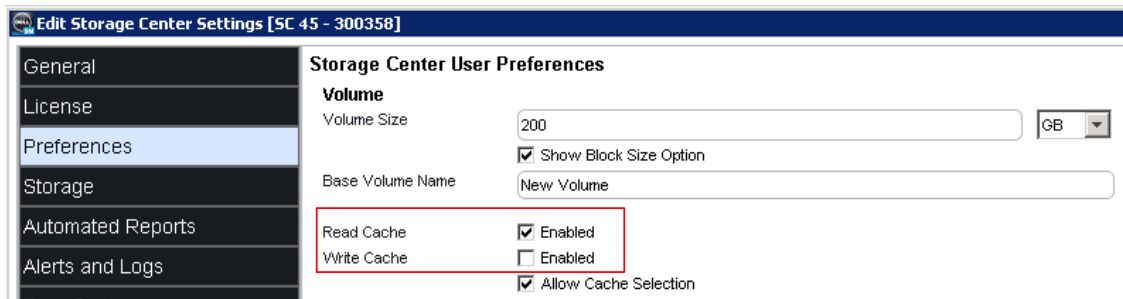 Edit Storage Center Settings [SC 45 - 300358]
General
License
Preferences
Storage
Automated Reports
Alerts and Logs
Storage Center User Preferences
Volume
Volume Size 200 GB
Show Block Size Option
Base Volume Name New Volume
Read Cache Enabled
Write Cache Enabled
Allow Cache Selection